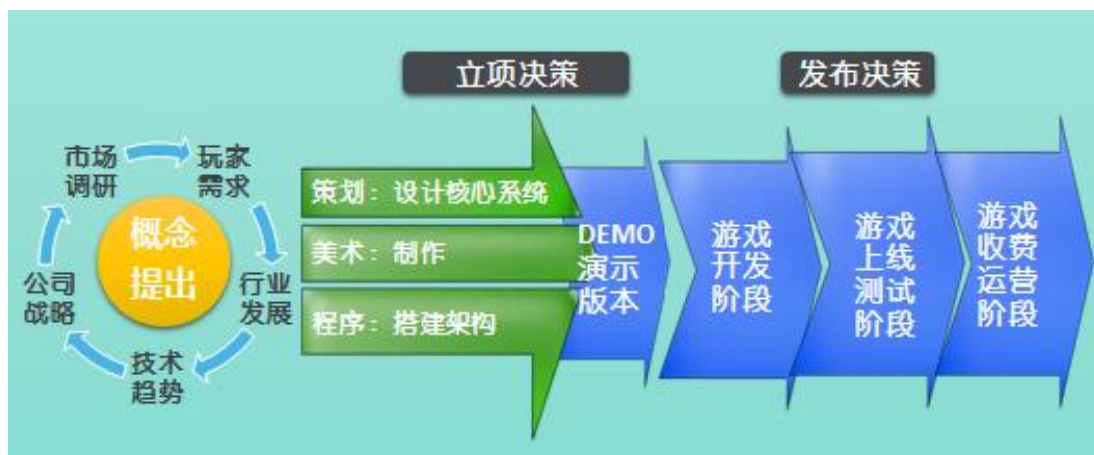 立项决策
发布决策
市场
调研
玩家
需求
概念
提出
公司
战略
行业
发展
技术
趋势
策划：设计核心系统
美术：制作
程序：搭建架构
DEMO
演示
版本
游戏
开发
阶段
游戏
上线
测试
阶段
游戏
收费
运营
阶段